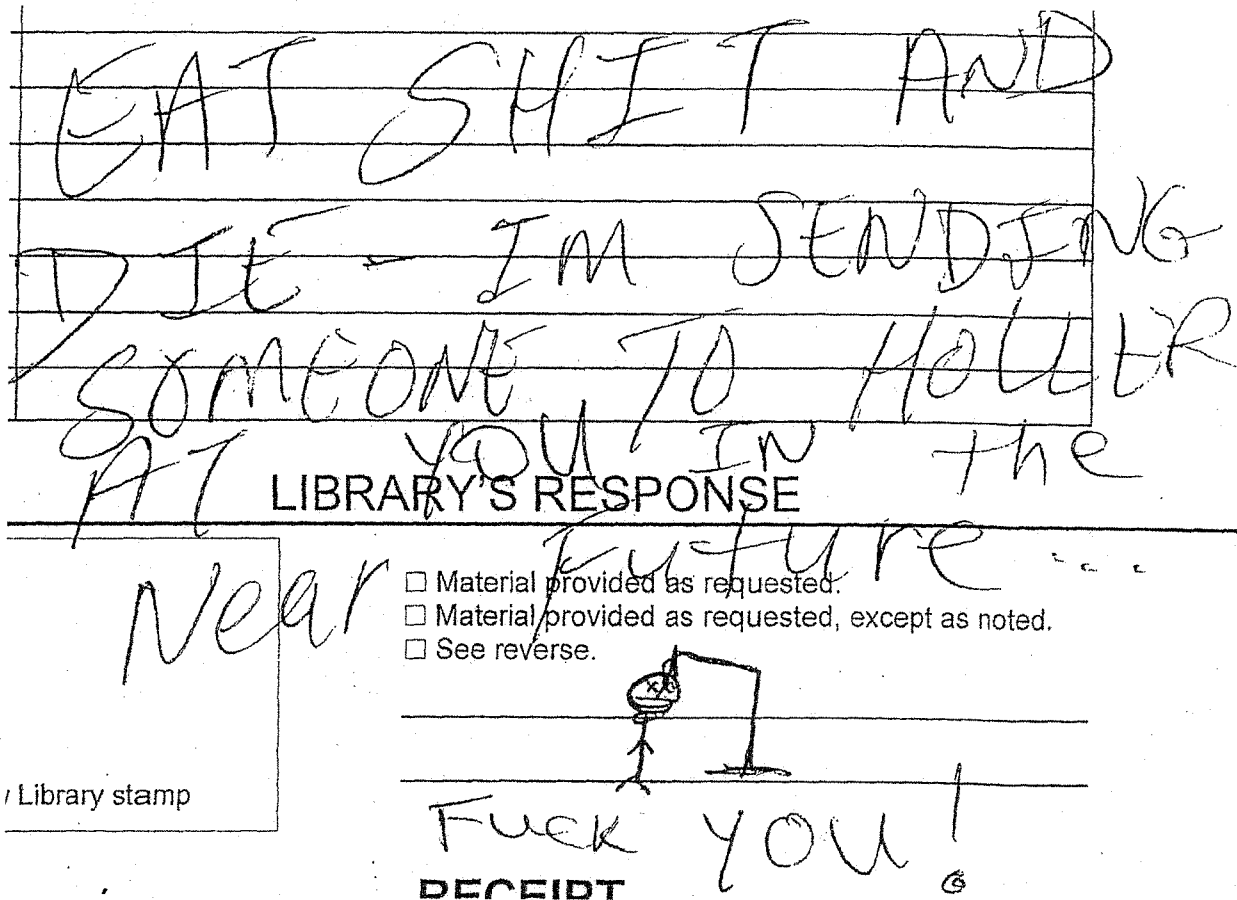 EAT SHIT AND
DIE - IM SENDING
SOMEONE TO HOLLER
AT YOU IN the
LIBRARY'S RESPONSE
Near Future...
☐ Material provided as requested.
☐ Material provided as requested, except as noted.
☐ See reverse.
Library stamp
FUCK YOU!
RECEIPT